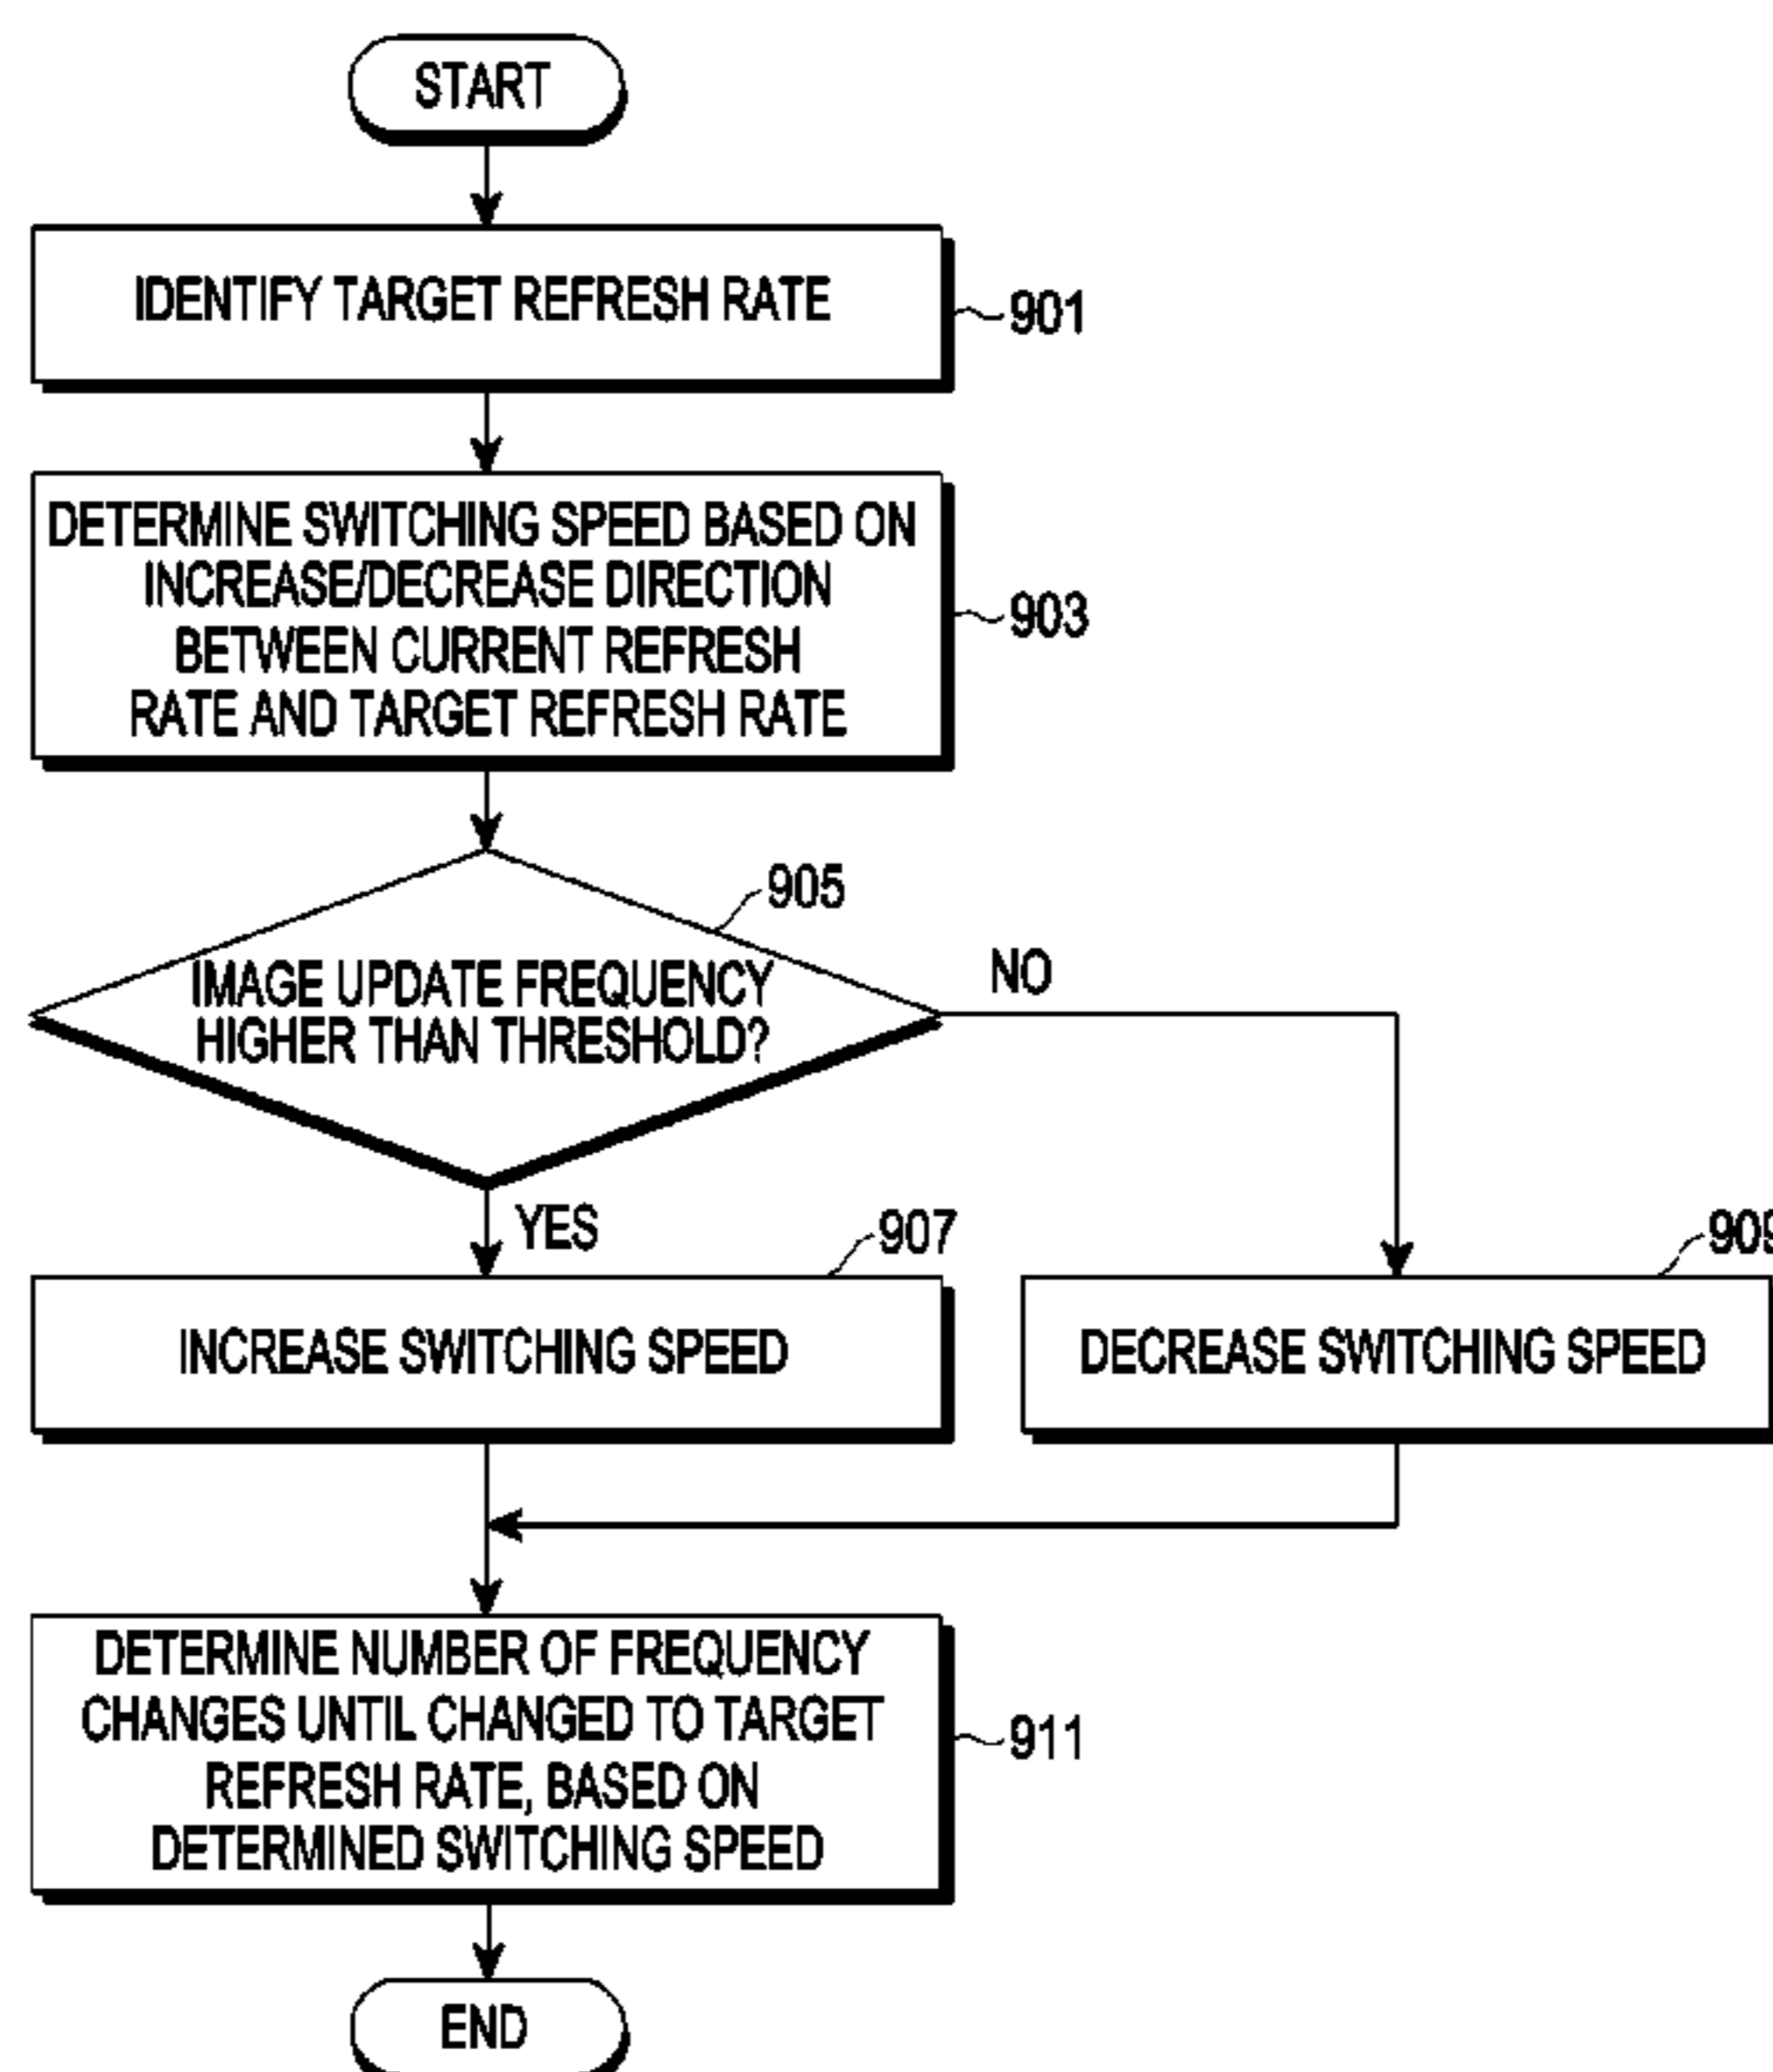 START
IDENTIFY TARGET REFRESH RATE
901
DETERMINE SWITCHING SPEED BASED ON
INCREASE/DECREASE DIRECTION
BETWEEN CURRENT REFRESH
RATE AND TARGET REFRESH RATE
903
905
IMAGE UPDATE FREQUENCY
HIGHER THAN THRESHOLD?
NO
YES
907
909
INCREASE SWITCHING SPEED
DECREASE SWITCHING SPEED
DETERMINE NUMBER OF FREQUENCY
CHANGES UNTIL CHANGED TO TARGET
REFRESH RATE, BASED ON
DETERMINED SWITCHING SPEED
911
END